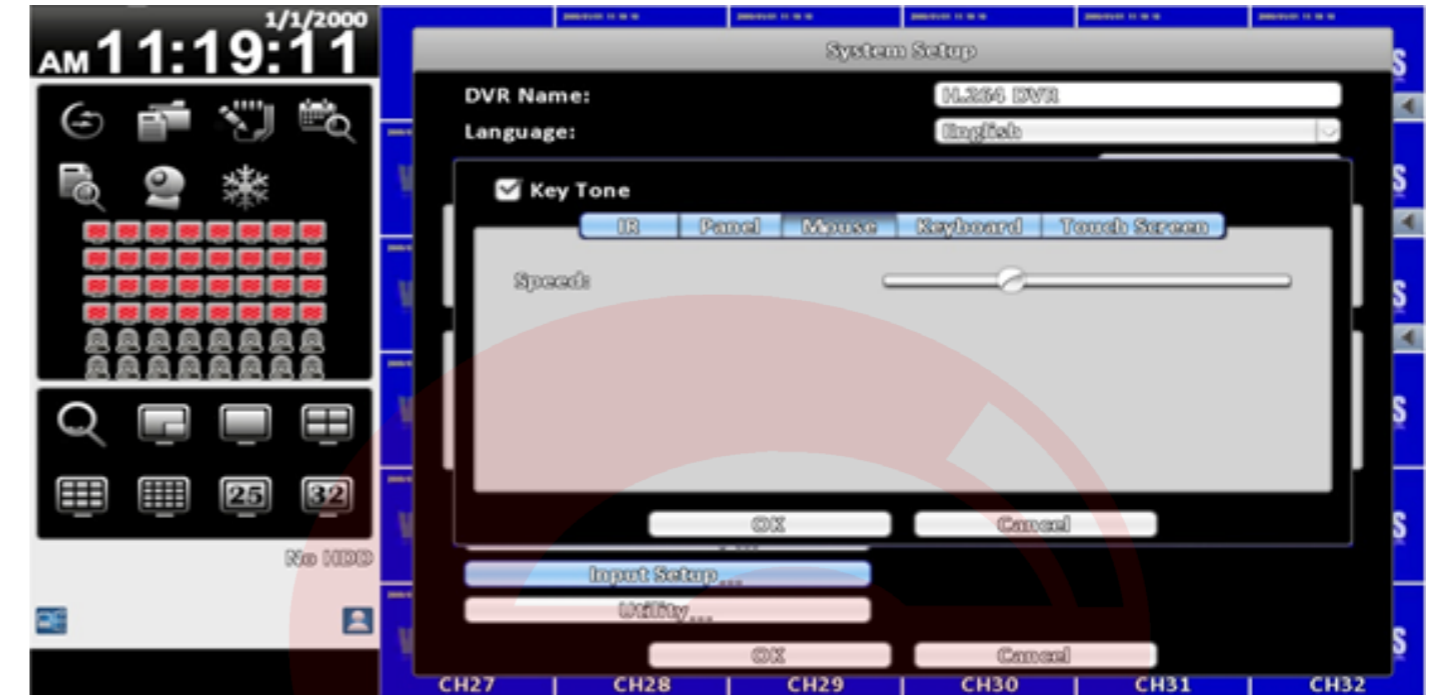 1/1/2000
AM 11:19:11
System Setup
DVR Name:
H.264 DVR
Language:
English
Key Tone
IR
Panel
Mouse
Keyboard
Touch Screen
Speed:
OK
Cancel
25
32
No HDD
Input Setup...
Utility...
OK
Cancel
CH27
CH28
CH29
CH30
CH31
CH32